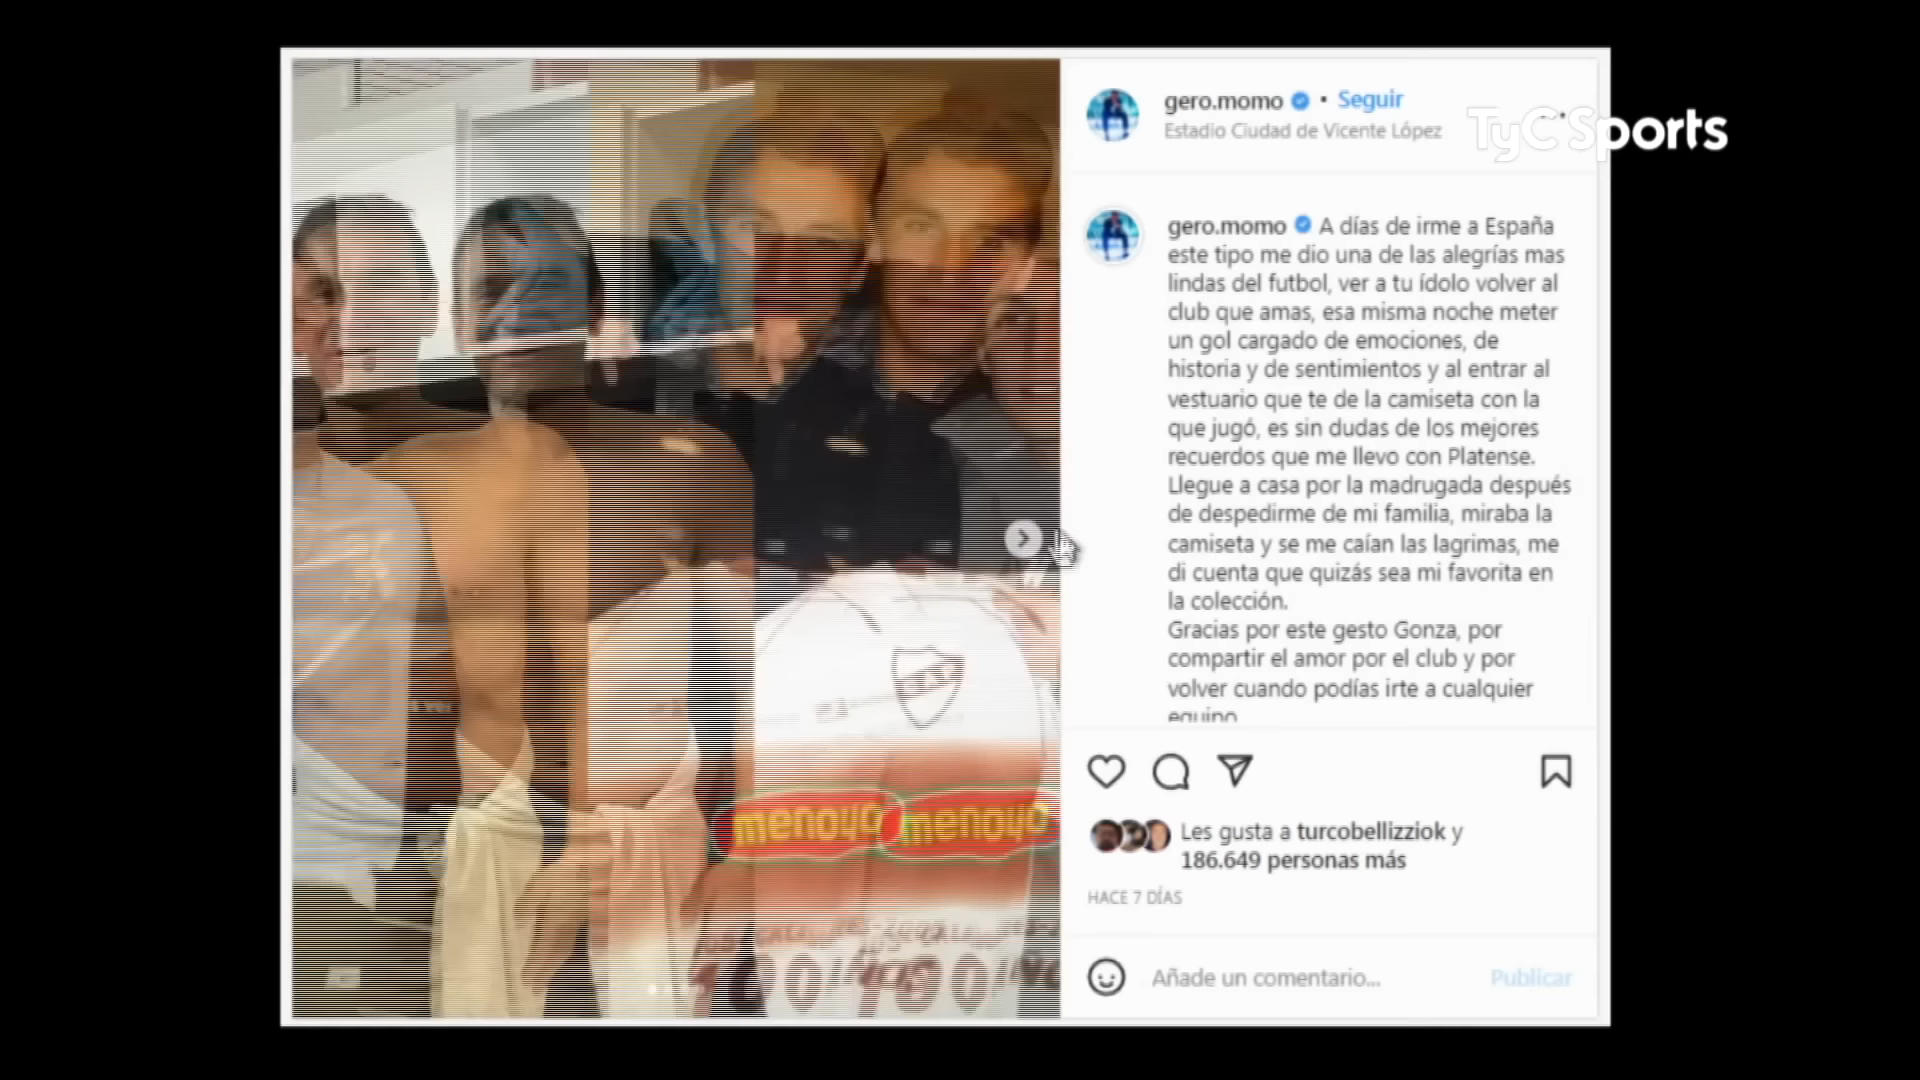 TyC Sports
gero.momo • Seguir
Estadio Ciudad de Vicente López
gero.momo A días de irme a España
este tipo me dio una de las alegrías mas
lindas del futbol, ver a tu ídolo volver al
club que amas, esa misma noche meter
un gol cargado de emociones, de
historia y de sentimientos y al entrar al
vestuario que te de la camiseta con la
que jugó, es sin dudas de los mejores
recuerdos que me llevo con Platense.
Llegue a casa por la madrugada después
de despedirme de mi familia, miraba la
camiseta y se me caían las lagrimas, me
di cuenta que quizás sea mi favorita en
la colección.
Gracias por este gesto Gonza, por
compartir el amor por el club y por
volver cuando podías irte a cualquier
equipo
Les gusta a turcobellizziok y
186.649 personas más
HACE 7 DÍAS
Añade un comentario...
Publicar
menoyo menoyo